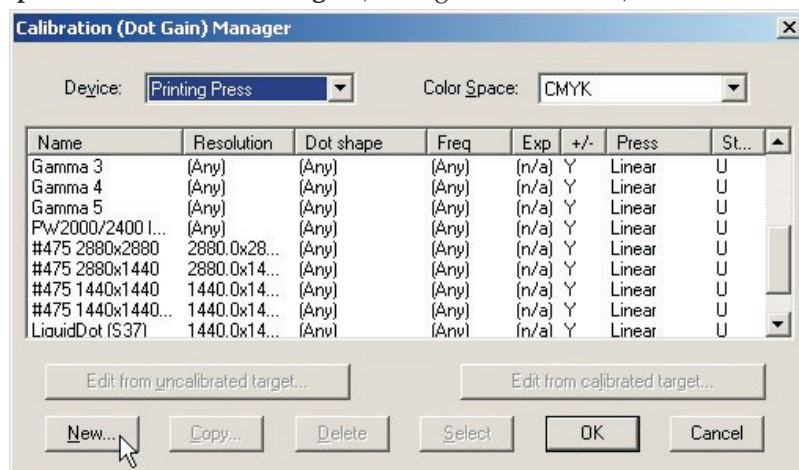 Calibration (Dot Gain) Manager
Device: Printing Press Color Space: CMYK
Name Resolution Dot shape Freq Exp +/- Press St...
Gamma 3 (Any) (Any) (Any) (n/a) Y Linear U
Gamma 4 (Any) (Any) (Any) (n/a) Y Linear U
Gamma 5 (Any) (Any) (Any) (n/a) Y Linear U
PW2000/2400 I... (Any) (Any) (Any) (n/a) Y Linear U
#475 2880x2880 2880.0x28... (Any) (Any) (n/a) Y Linear U
#475 2880x1440 2880.0x14... (Any) (Any) (n/a) Y Linear U
#475 1440x1440 1440.0x14... (Any) (Any) (n/a) Y Linear U
#475 1440x1440... 1440.0x14... (Any) (Any) (n/a) Y Linear U
LiquidDot (S37) 1440.0x14... (Any) (Any) (n/a) Y Linear U
Edit from uncalibrated target... Edit from calibrated target...
New... Copy... Delete Select OK Cancel